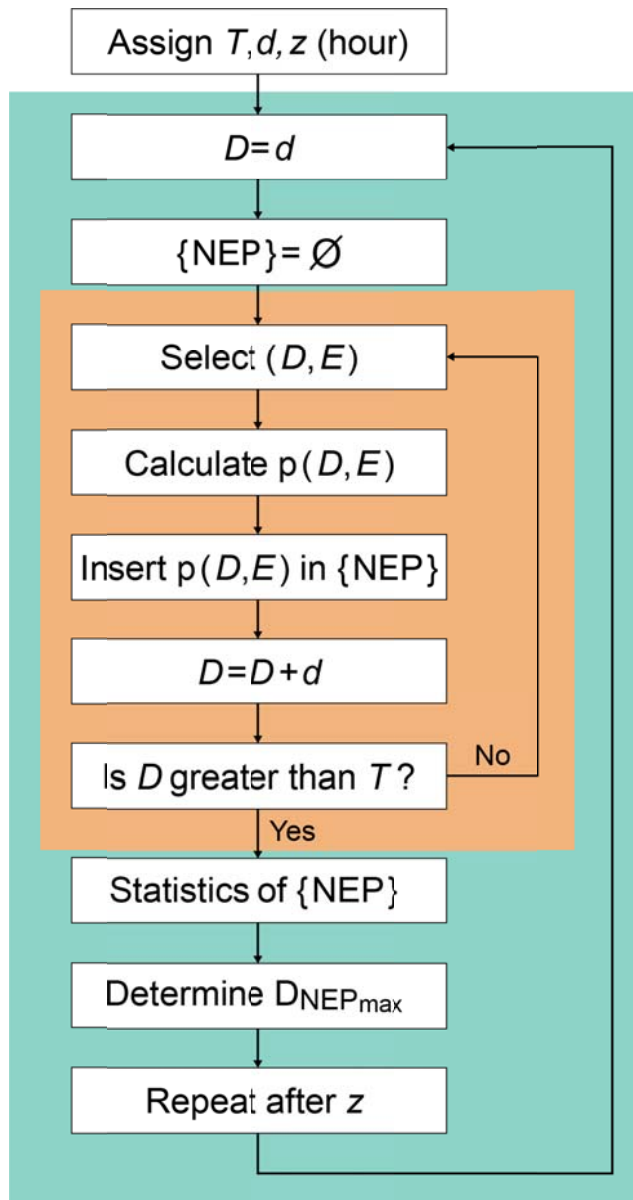 Assign T, d, z (hour)
D=d
{NEP}=∅
Select (D,E)
Calculate p(D,E)
Insert p(D,E) in {NEP}
D=D+d
Is D greater than T?
No
Yes
Statistics of {NEP}
Determine D_NEP_max
Repeat after z